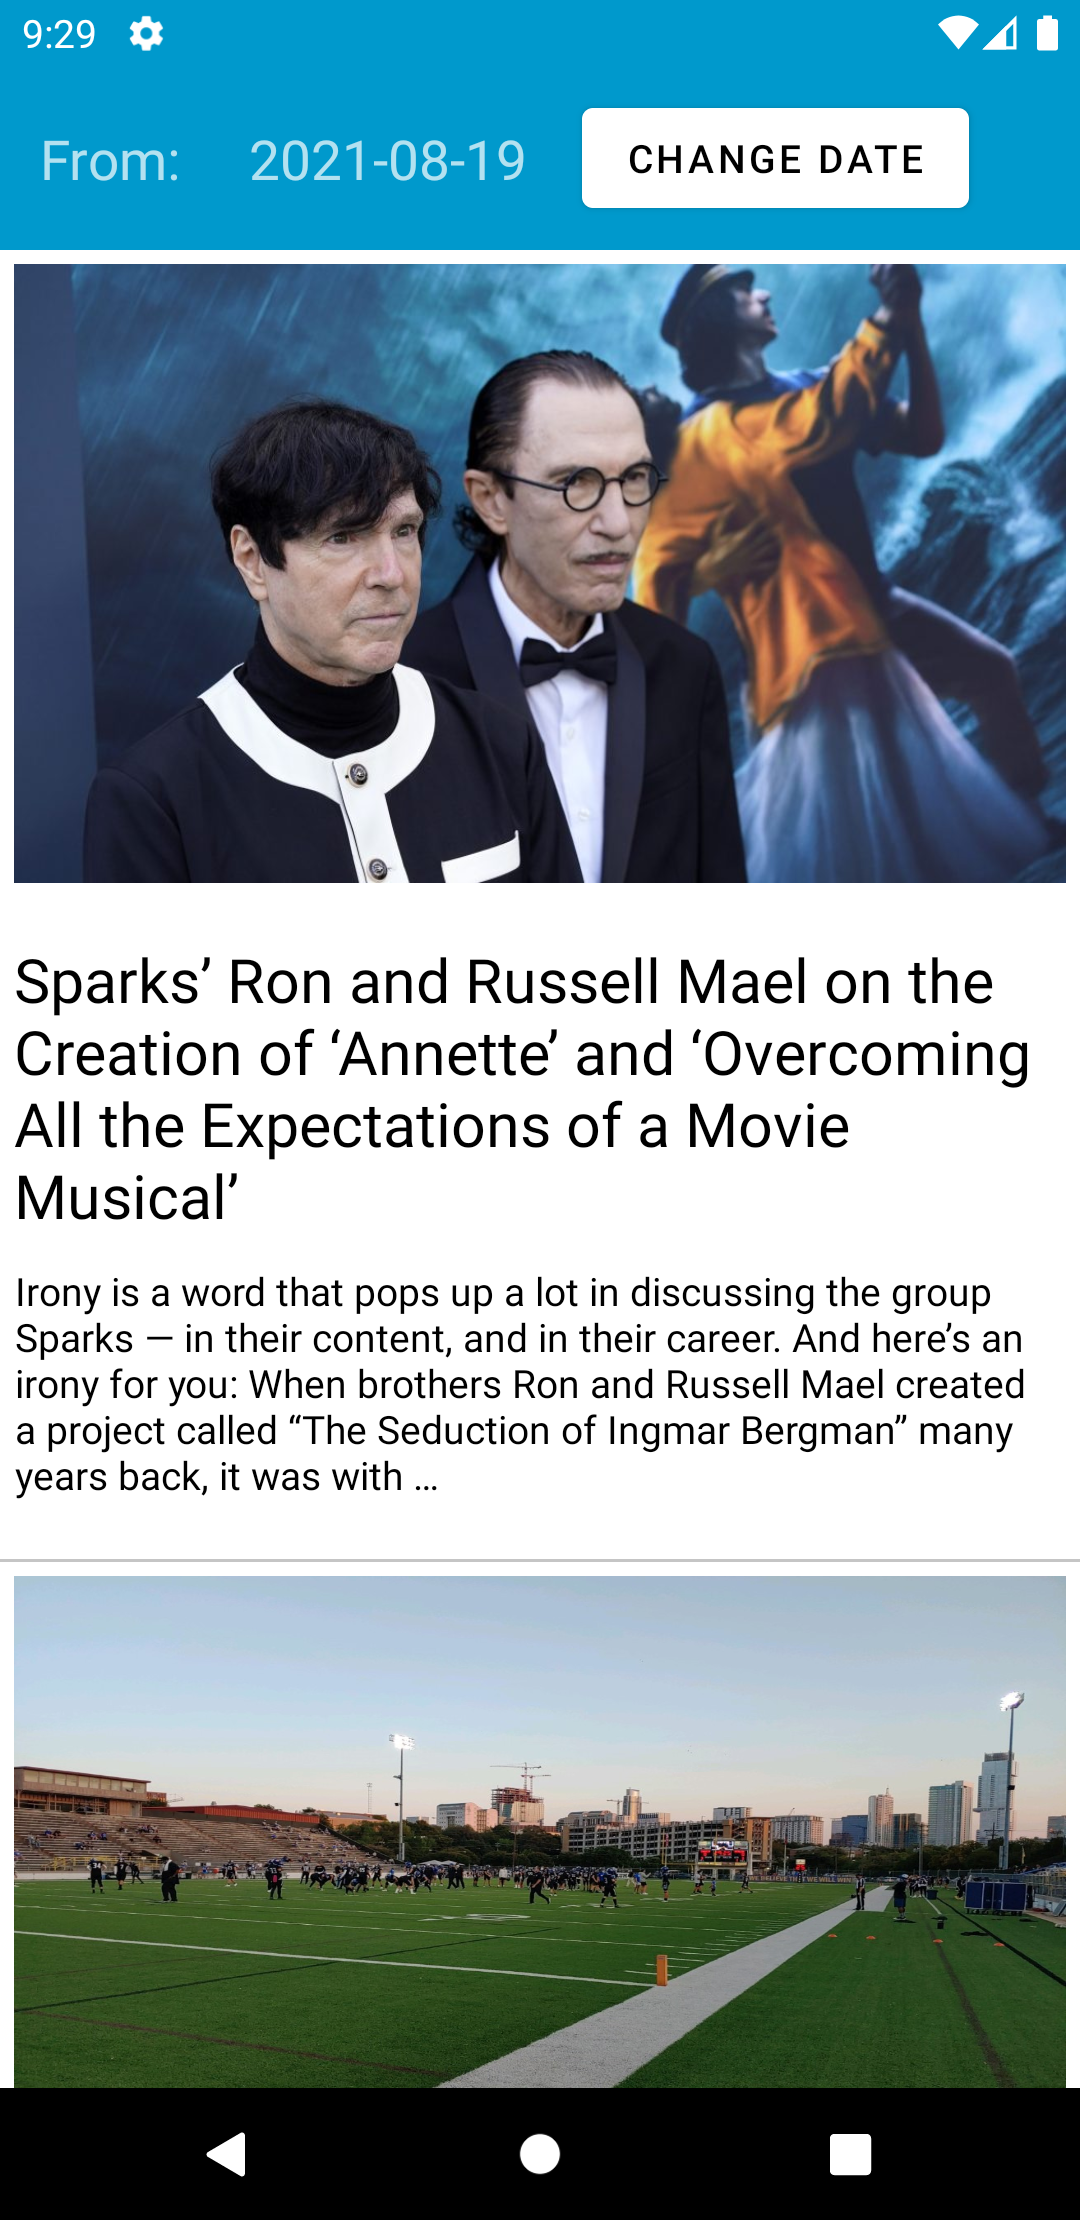 9:29
From: 2021-08-19 CHANGE DATE
Sparks’ Ron and Russell Mael on the
Creation of ‘Annette’ and ‘Overcoming
All the Expectations of a Movie
Musical’
Irony is a word that pops up a lot in discussing the group
Sparks — in their content, and in their career. And here’s an
irony for you: When brothers Ron and Russell Mael created
a project called “The Seduction of Ingmar Bergman” many
years back, it was with …